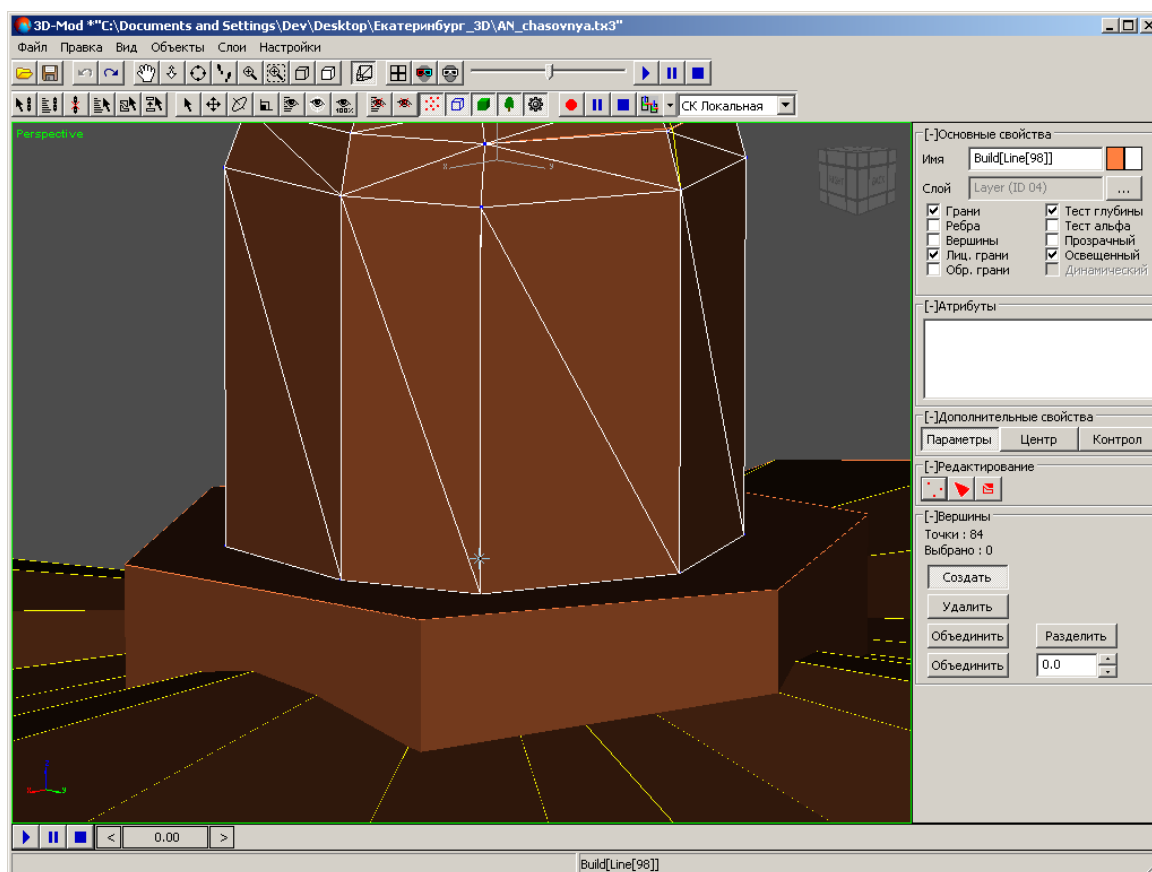 3D-Mod *"C:\Documents and Settings\Dev\Desktop\Екатеринбург_3D\AN_chasovnya.tx3"
Файл Правка Вид Объекты Слои Настройки
100%
СК Локальная
Perspective
[-]Основные свойства
Имя Build[Line[98]]
Слой Layer (ID 04) ...
Грани Тест глубины
Ребра Тест альфа
Вершины Прозрачный
Лиц. грани Освещенный
Обр. грани Динамический
[-]Атрибуты
[-]Дополнительные свойства
Параметры Центр Контрол
[-]Редактирование
[-]Вершины
Точки : 84
Выбрано : 0
Создать
Удалить
Объединить Разделить
Объединить 0.0
x y
< 0.00 >
Build[Line[98]]